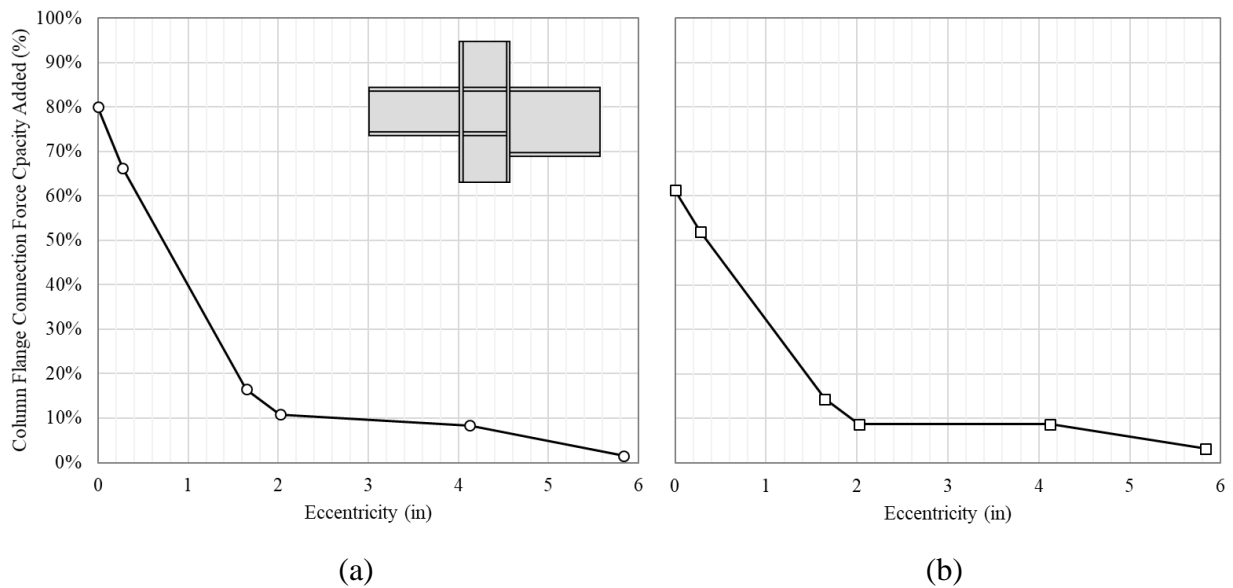 Column Flange Connection Force Cpacity Added (%)
100%
90%
80%
70%
60%
50%
40%
30%
20%
10%
0%
0 1 2 3 4 5 6
Eccentricity (in)
(a)
0 1 2 3 4 5 6
Eccentricity (in)
(b)